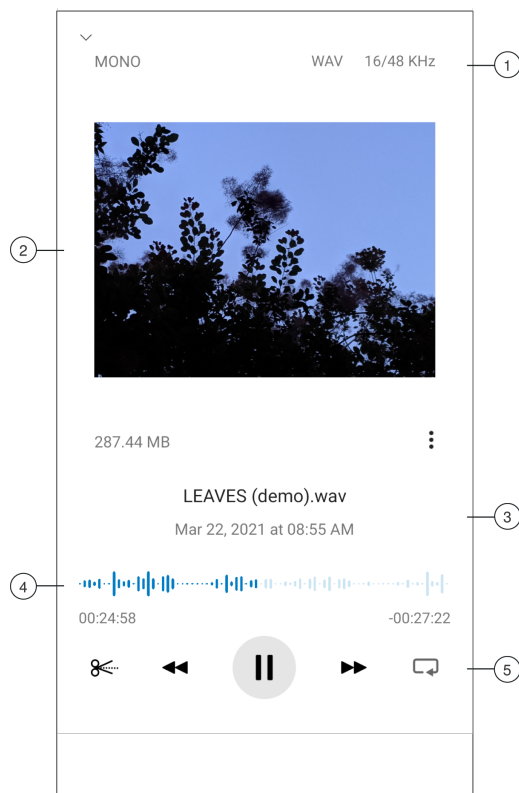 MONO WAV 16/48 KHz
1
2
287.44 MB
LEAVES (demo).wav
3
Mar 22, 2021 at 08:55 AM
4
00:24:58 -00:27:22
5